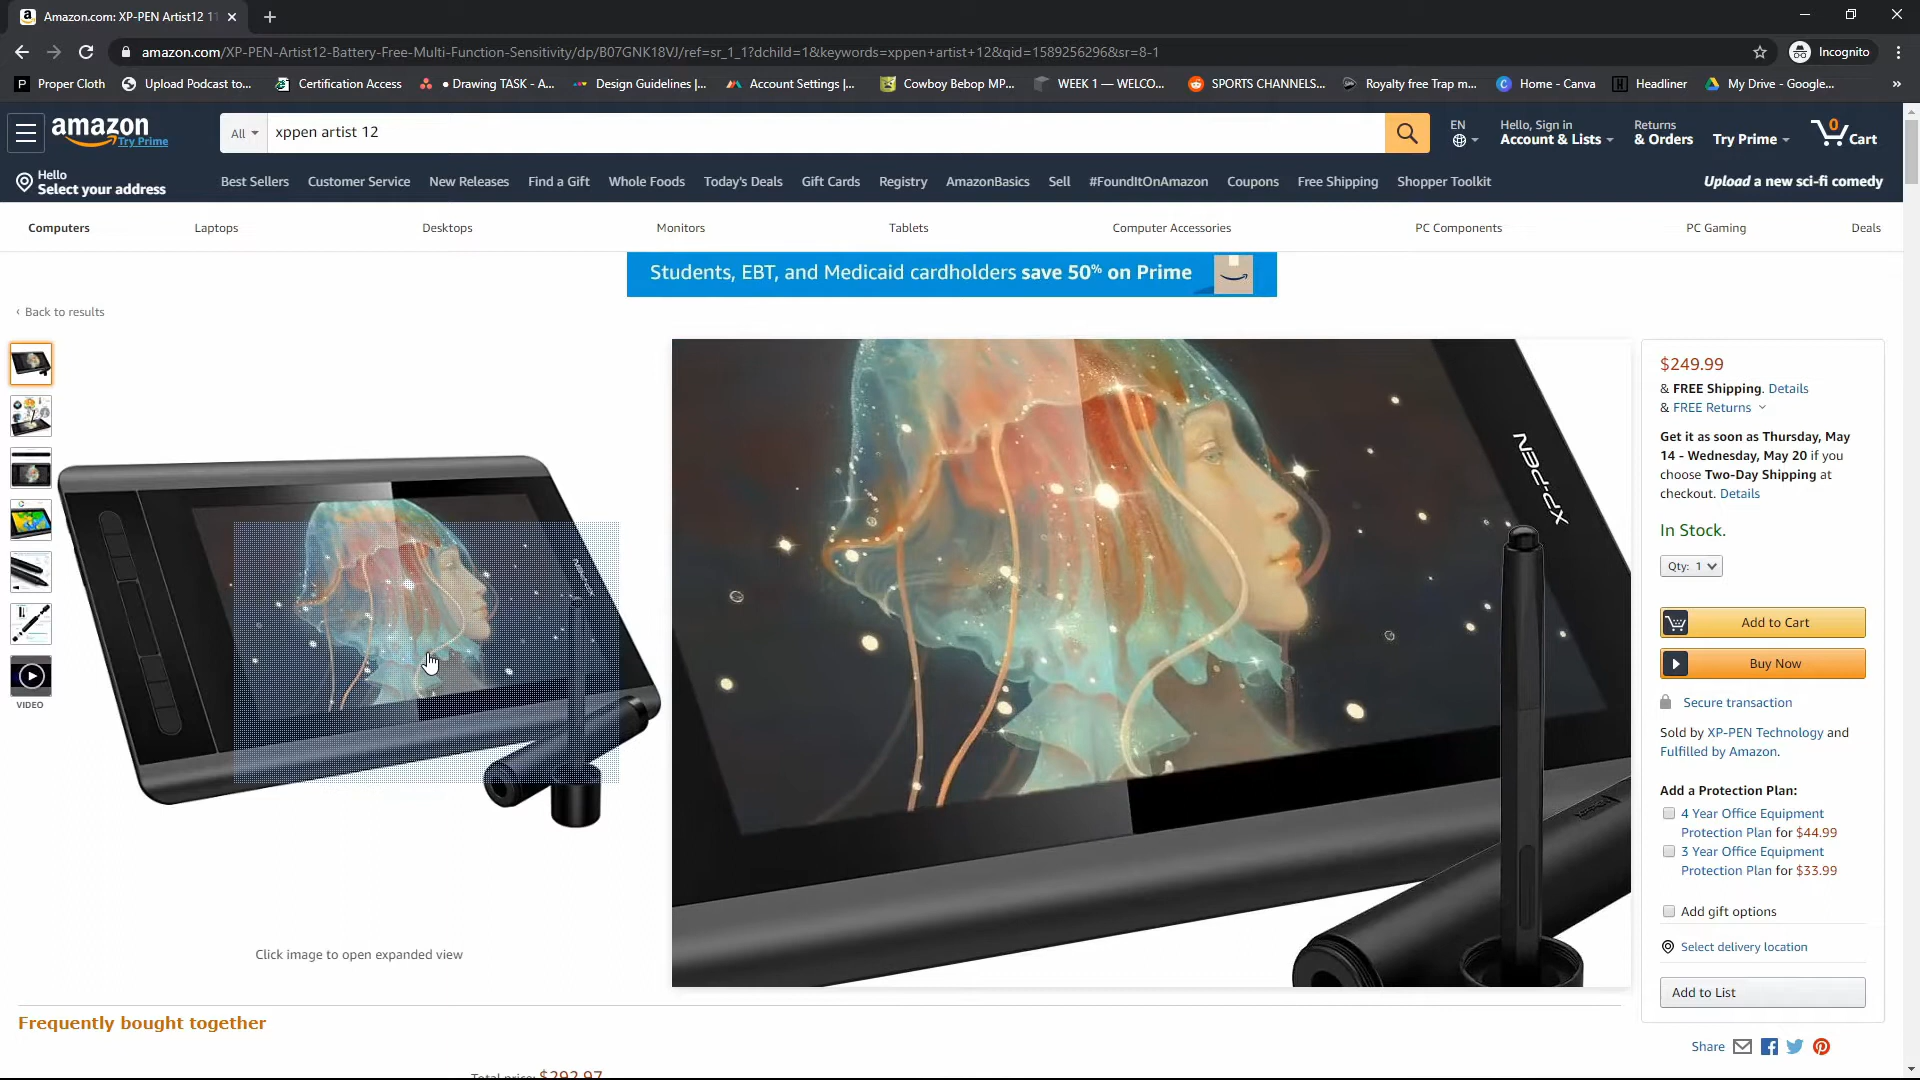 Amazon.com: XP-PEN Artist12 11
amazon.com/XP-PEN-Artist12-Battery-Free-Multi-Function-Sensitivity/dp/B07GNK18VJ/ref=sr_1_1?dchild=1&keywords=xppen+artist+12&qid=1589256296&sr=8-1
Incognito
Proper Cloth Upload Podcast to... Certification Access • Drawing TASK - A... Design Guidelines |... Account Settings |... Cowboy Bebop MP... WEEK 1 — WELCO... SPORTS CHANNELS... Royalty free Trap m... Home - Canva Headliner My Drive - Google... »
amazon
Try Prime
All xppen artist 12
EN
Hello, Sign in
Account & Lists
Returns
& Orders
Try Prime
0
Cart
Hello
Select your address
Best Sellers Customer Service New Releases Find a Gift Whole Foods Today's Deals Gift Cards Registry AmazonBasics Sell #FoundItOnAmazon Coupons Free Shipping Shopper Toolkit
Upload a new sci-fi comedy
Computers Laptops Desktops Monitors Tablets Computer Accessories PC Components PC Gaming Deals
Students, EBT, and Medicaid cardholders save 50% on Prime
‹ Back to results
VIDEO
XP-PEN
Click image to open expanded view
$249.99
& FREE Shipping. Details
& FREE Returns
Get it as soon as Thursday, May
14 - Wednesday, May 20 if you
choose Two-Day Shipping at
checkout. Details
In Stock.
Qty: 1
Add to Cart
Buy Now
Secure transaction
Sold by XP-PEN Technology and
Fulfilled by Amazon.
Add a Protection Plan:
4 Year Office Equipment
Protection Plan for $44.99
3 Year Office Equipment
Protection Plan for $33.99
Add gift options
Select delivery location
Add to List
Share
Frequently bought together
Total price: $292.97